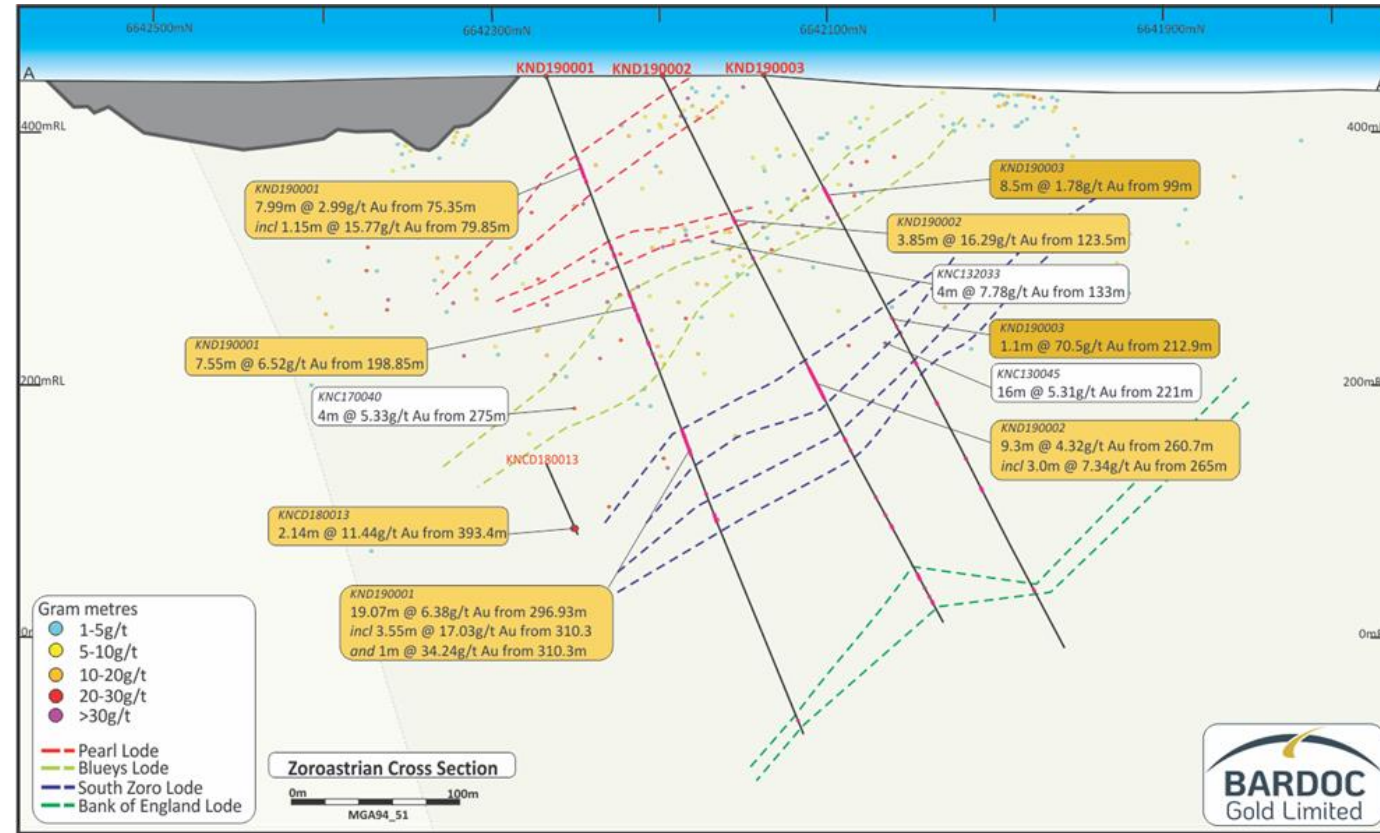 6642500mN
6642300mN
6642100mN
6641900mN
A
KND190001
KND190002
KND190003
400mRL
400mRL
KND190001
7.99m @ 2.99g/t Au from 75.35m
incl 1.15m @ 15.77g/t Au from 79.85m
KND190003
8.5m @ 1.78g/t Au from 99m
KND190002
3.85m @ 16.29g/t Au from 123.5m
KNC132033
4m @ 7.78g/t Au from 133m
KND190001
7.55m @ 6.52g/t Au from 198.85m
KND190003
1.1m @ 70.5g/t Au from 212.9m
200mRL
200mRL
KNC170040
4m @ 5.33g/t Au from 275m
KNC130045
16m @ 5.31g/t Au from 221m
KND190002
9.3m @ 4.32g/t Au from 260.7m
incl 3.0m @ 7.34g/t Au from 265m
KNCD180013
KNCD180013
2.14m @ 11.44g/t Au from 393.4m
KND190001
19.07m @ 6.38g/t Au from 296.93m
incl 3.55m @ 17.03g/t Au from 310.3
and 1m @ 34.24g/t Au from 310.3m
0mRL
Gram metres
1-5g/t
5-10g/t
10-20g/t
20-30g/t
>30g/t
Pearl Lode
Blueys Lode
South Zoro Lode
Bank of England Lode
Zoroastrian Cross Section
0m
100m
MGA94_51
BARDOC
Gold Limited